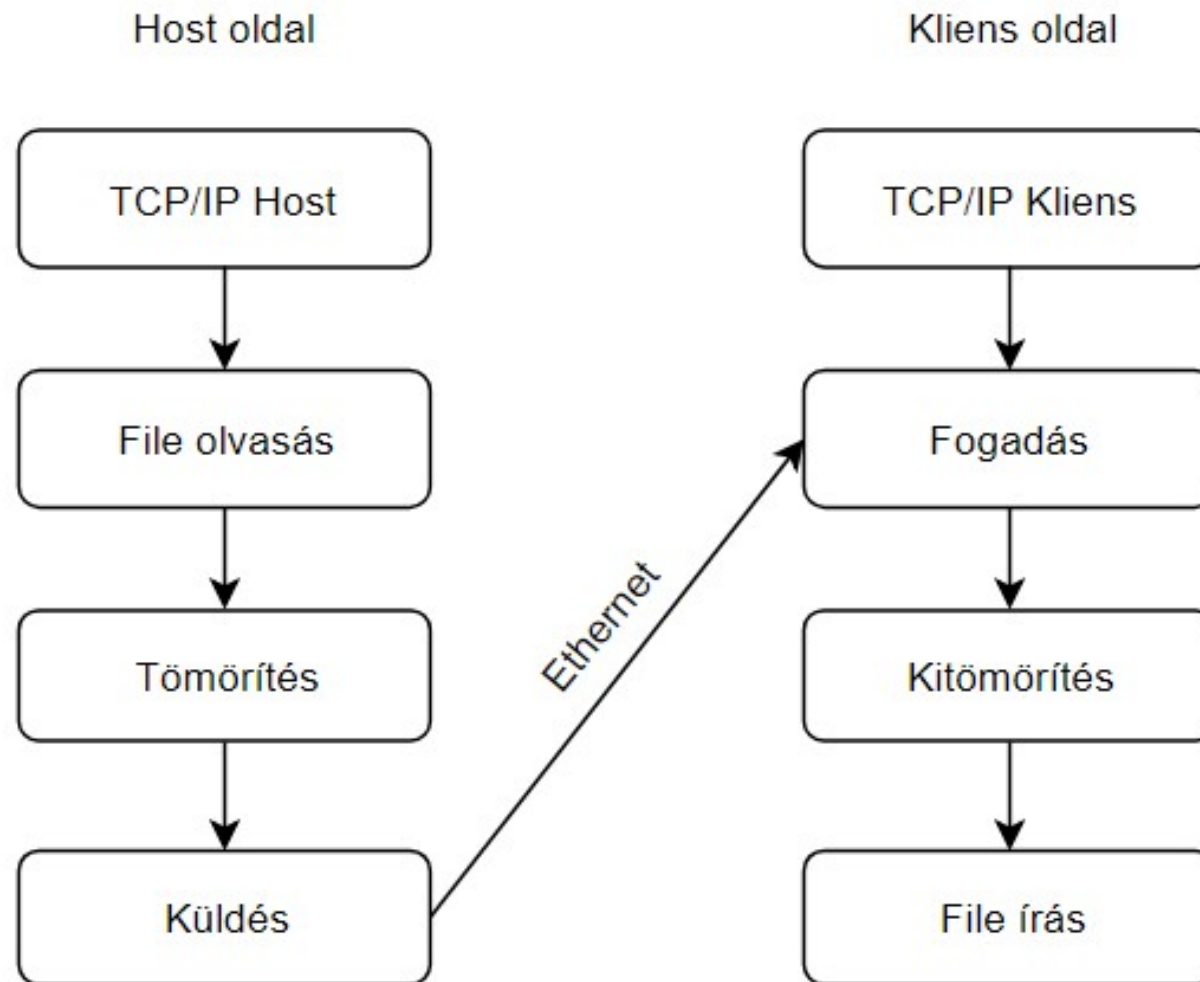 Host oldal
Kliens oldal
TCP/IP Host
TCP/IP Kliens
File olvasás
Fogadás
Ethernet
Tömörítés
Kitömörítés
Küldés
File írás